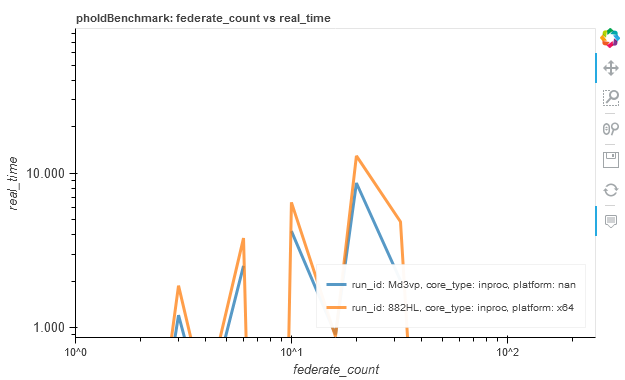 pholdBenchmark: federate_count vs real_time
real_time
10.000
1.000
run_id: Md3vp, core_type: inproc, platform: nan
run_id: 882HL, core_type: inproc, platform: x64
10^0
10^1
10^2
federate_count